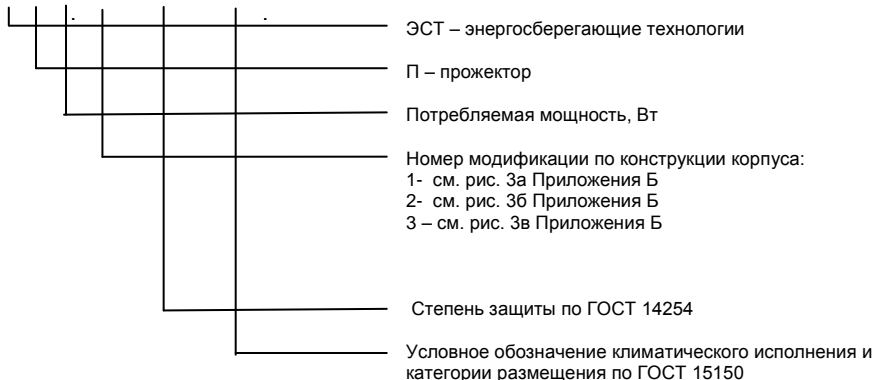 ЭСТ – энергосберегающие технологии
П – прожектор
Потребляемая мощность, Вт
Номер модификации по конструкции корпуса:
1- см. рис. 3а Приложения Б
2- см. рис. 3б Приложения Б
3 – см. рис. 3в Приложения Б
Степень защиты по ГОСТ 14254
Условное обозначение климатического исполнения и
категории размещения по ГОСТ 15150